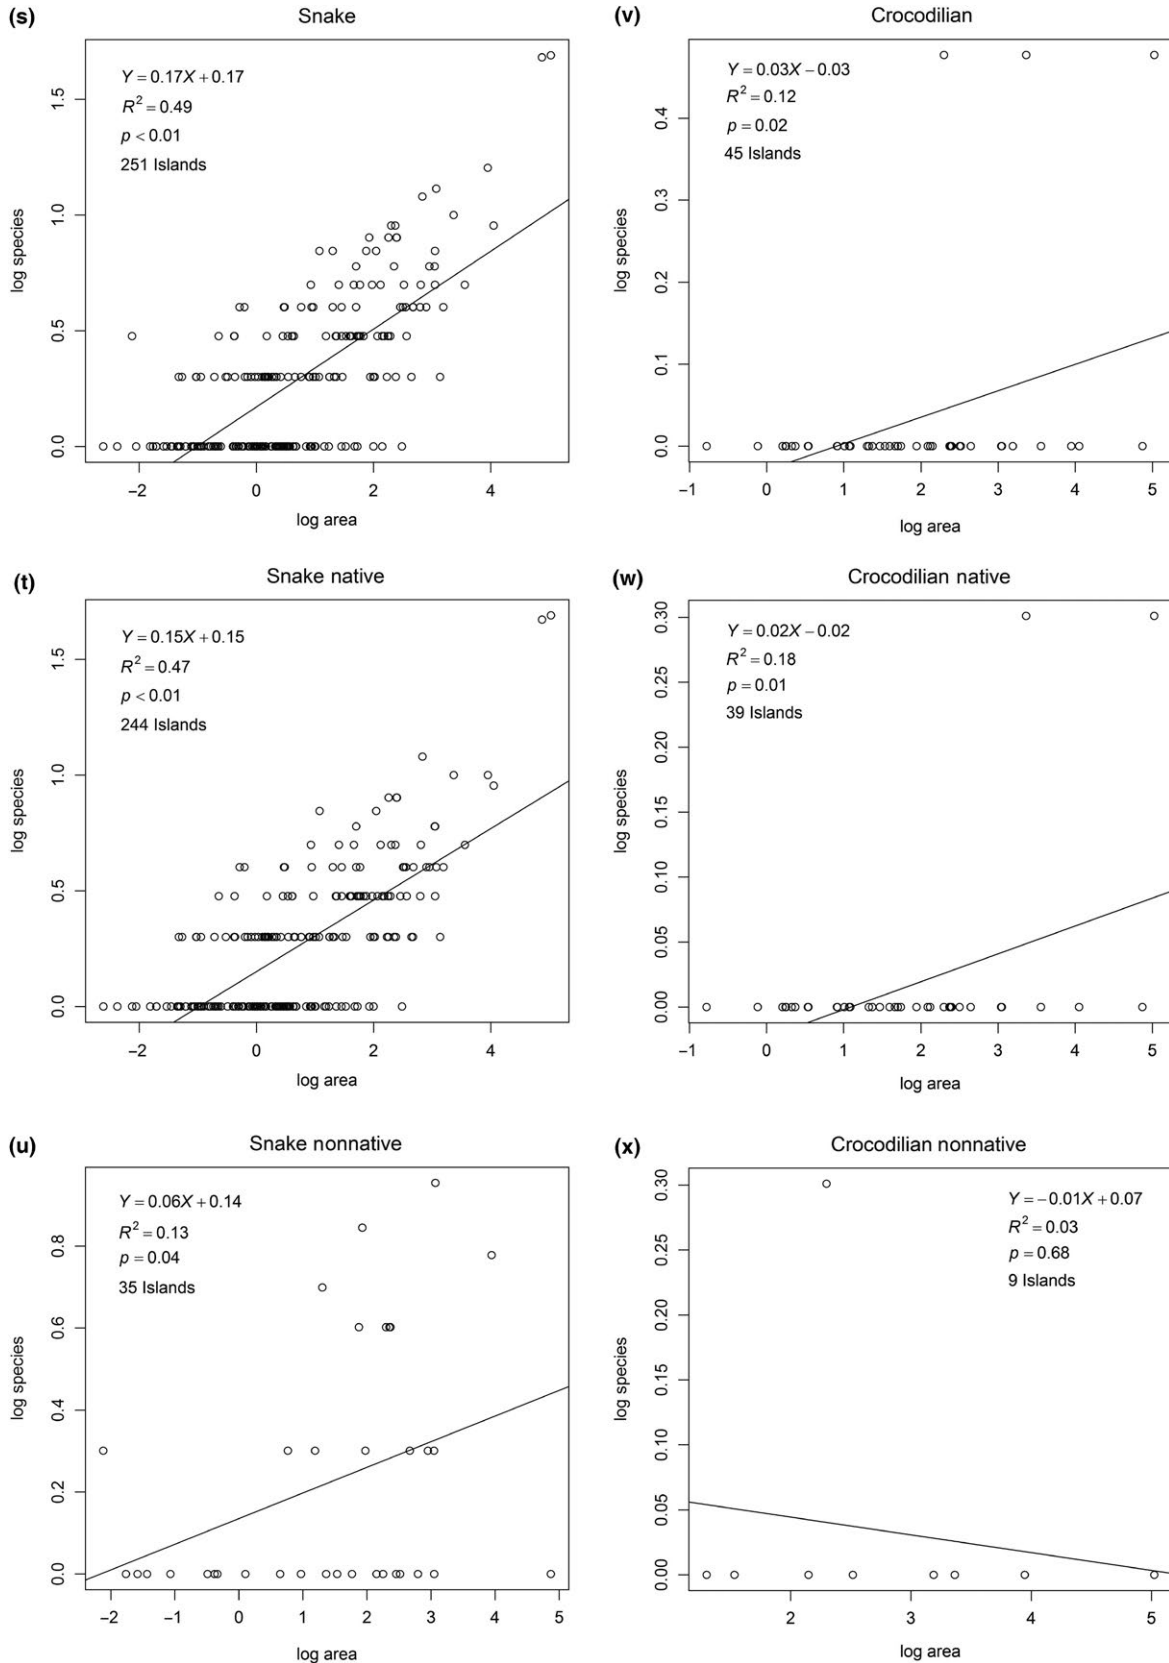 (s)
Snake
Y = 0.17X + 0.17
R² = 0.49
p < 0.01
251 Islands
log species
0.0
0.5
1.0
1.5
−2
0
2
4
log area
(v)
Crocodilian
Y = 0.03X − 0.03
R² = 0.12
p = 0.02
45 Islands
log species
0.0
0.1
0.2
0.3
0.4
−1
0
1
2
3
4
5
log area
(t)
Snake native
Y = 0.15X + 0.15
R² = 0.47
p < 0.01
244 Islands
log species
0.0
0.5
1.0
1.5
−2
0
2
4
log area
(w)
Crocodilian native
Y = 0.02X − 0.02
R² = 0.18
p = 0.01
39 Islands
log species
0.00
0.05
0.10
0.15
0.20
0.25
0.30
−1
0
1
2
3
4
5
log area
(u)
Snake nonnative
Y = 0.06X + 0.14
R² = 0.13
p = 0.04
35 Islands
log species
0.0
0.2
0.4
0.6
0.8
−2
−1
0
1
2
3
4
5
log area
(x)
Crocodilian nonnative
Y = −0.01X + 0.07
R² = 0.03
p = 0.68
9 Islands
log species
0.00
0.05
0.10
0.15
0.20
0.25
0.30
2
3
4
5
log area